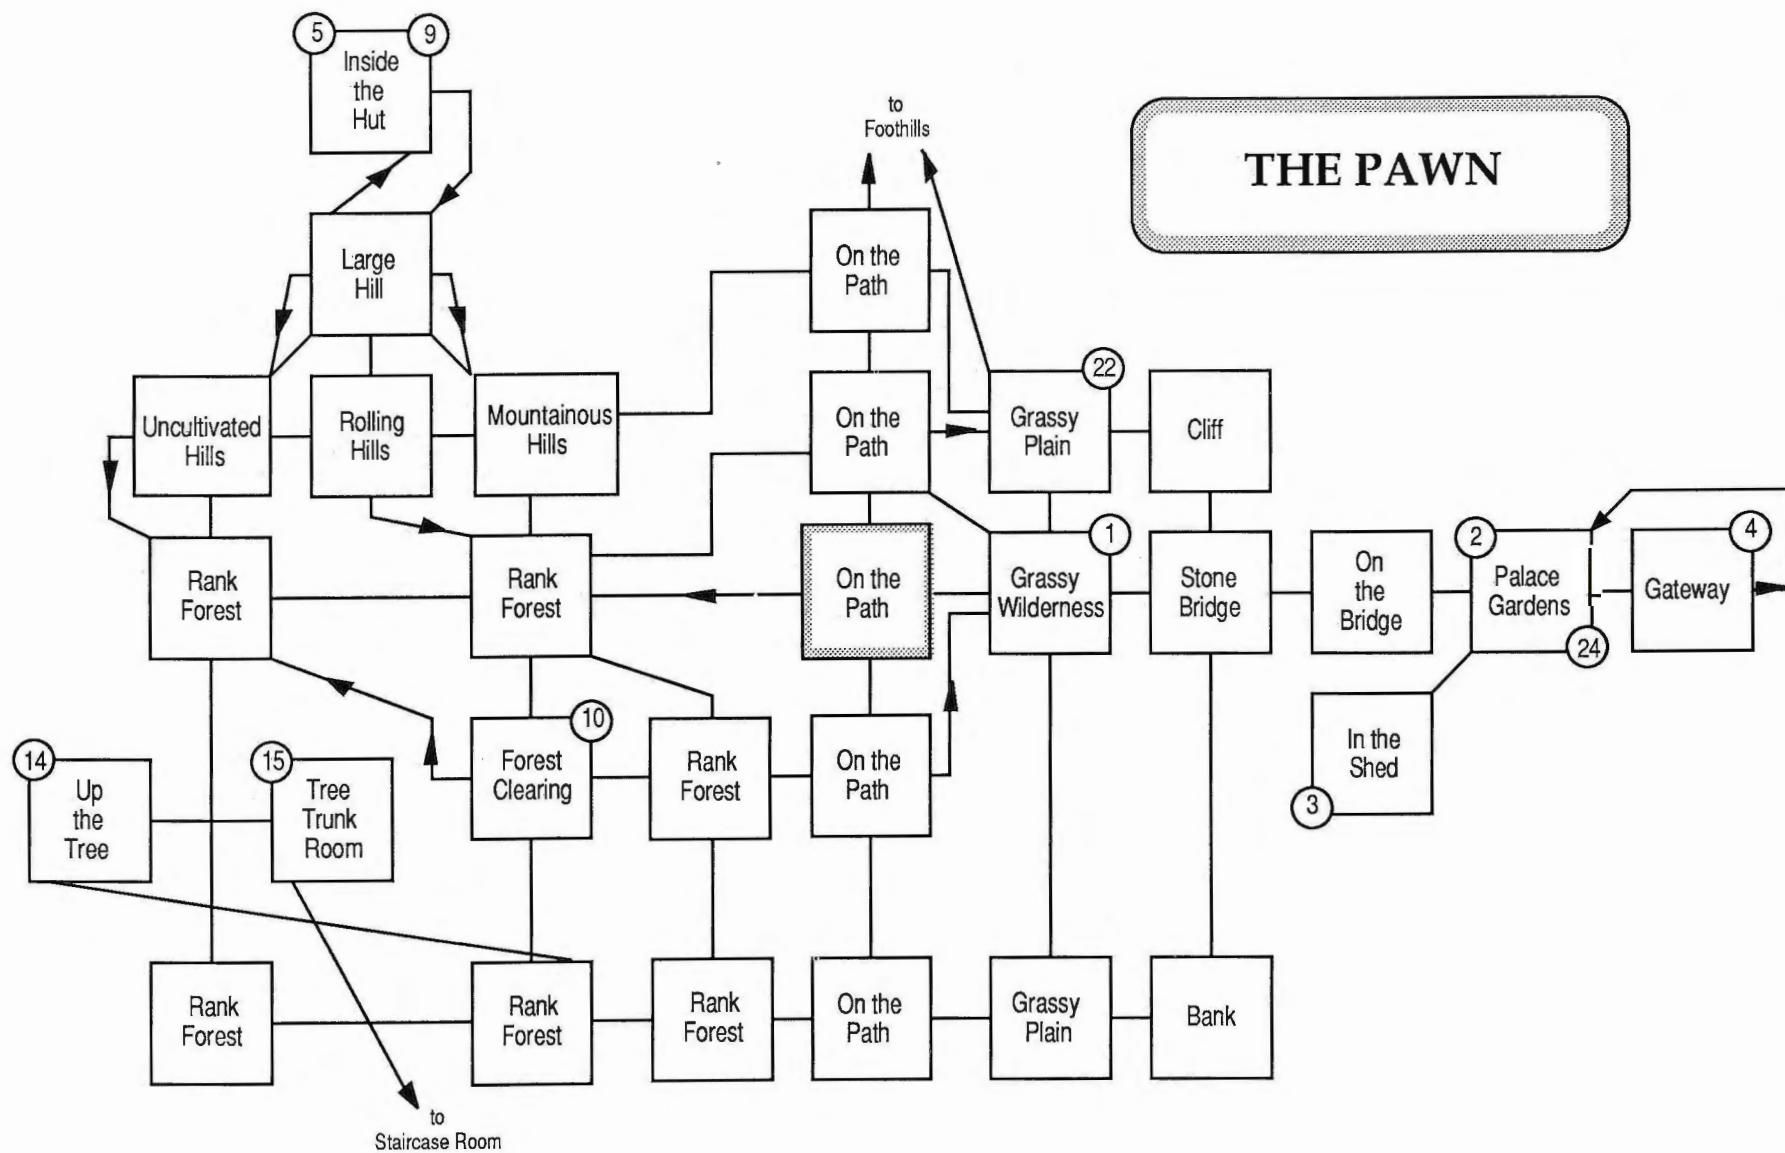 THE PAWN
5
9
Inside
the
Hut
to
Foothills
Large
Hill
On the
Path
Uncultivated
Hills
Rolling
Hills
Mountainous
Hills
On the
Path
22
Grassy
Plain
Cliff
Rank
Forest
Rank
Forest
On the
Path
1
Grassy
Wilderness
Stone
Bridge
On
the
Bridge
2
Palace
Gardens
24
4
Gateway
14
Up
the
Tree
15
Tree
Trunk
Room
10
Forest
Clearing
Rank
Forest
On the
Path
In the
Shed
3
Rank
Forest
Rank
Forest
Rank
Forest
On the
Path
Grassy
Plain
Bank
to
Staircase Room